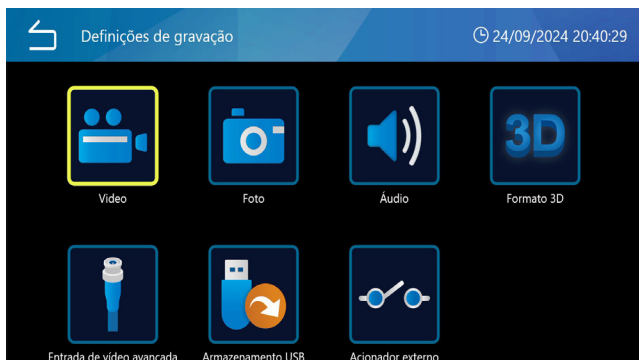 Definições de gravação
24/09/2024 20:40:29
Video
Foto
Áudio
3D
Formato 3D
Entrada de vídeo avançada
Armazenamento USB
Acionador externo